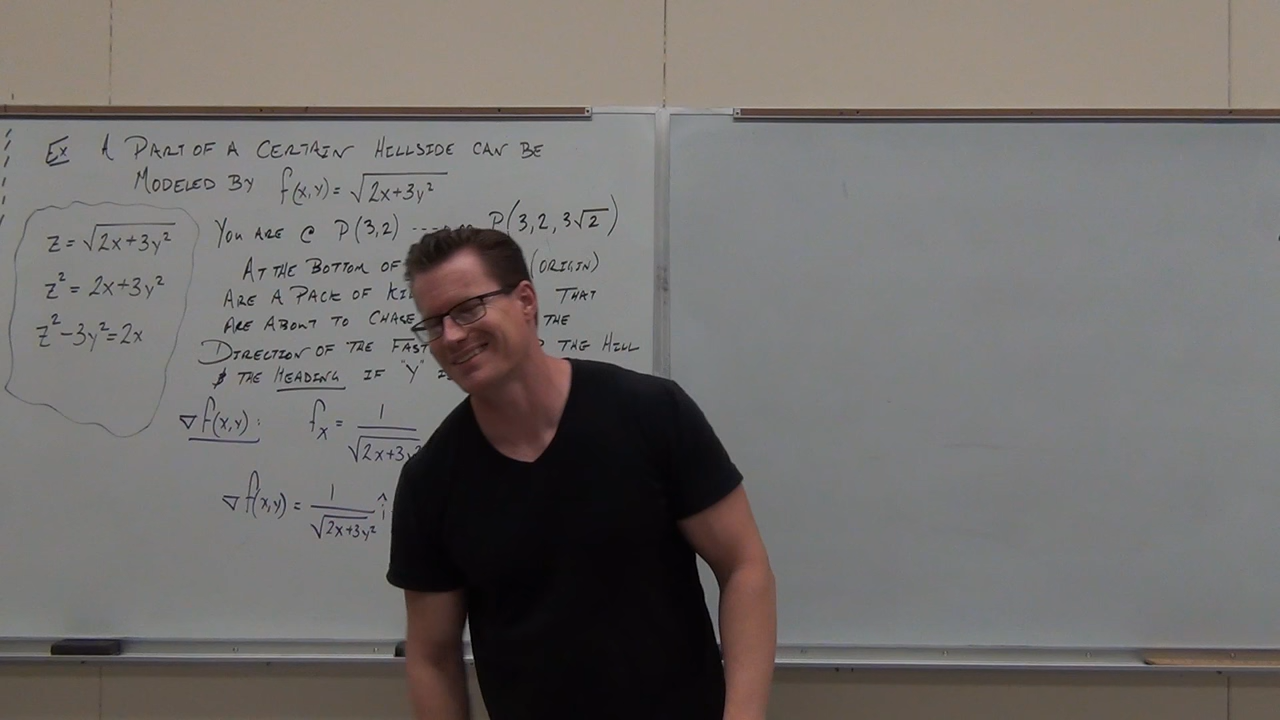 Ex A PART OF A CERTAIN HILLSIDE CAN BE
MODELED BY f(x,y) = √(2x+3y²)
z = √(2x+3y²)
z² = 2x+3y²
z² - 3y² = 2x
YOU ARE @ P(3,2) P(3,2,3√2)
AT THE BOTTOM OF (ORIGIN)
ARE A PACK OF THAT
ARE ABOUT TO CHASE THE
DIRECTION OF THE THE HILL
& THE HEADING IF "Y"
∇f(x,y): fx = 1/√(2x+3y²
∇f(x,y) = 1/√(2x+3y²) î